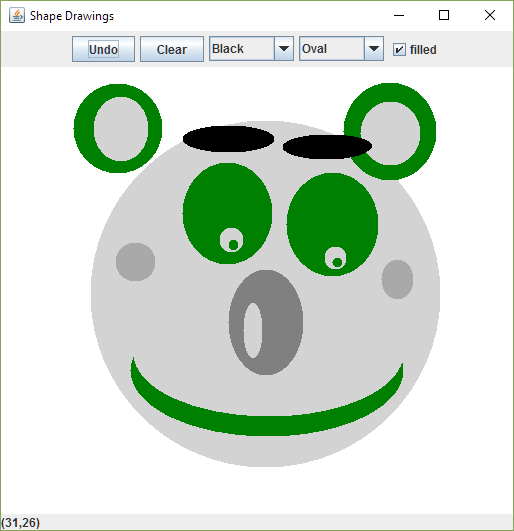 Shape Drawings
Undo Clear Black Oval filled
(31,26)